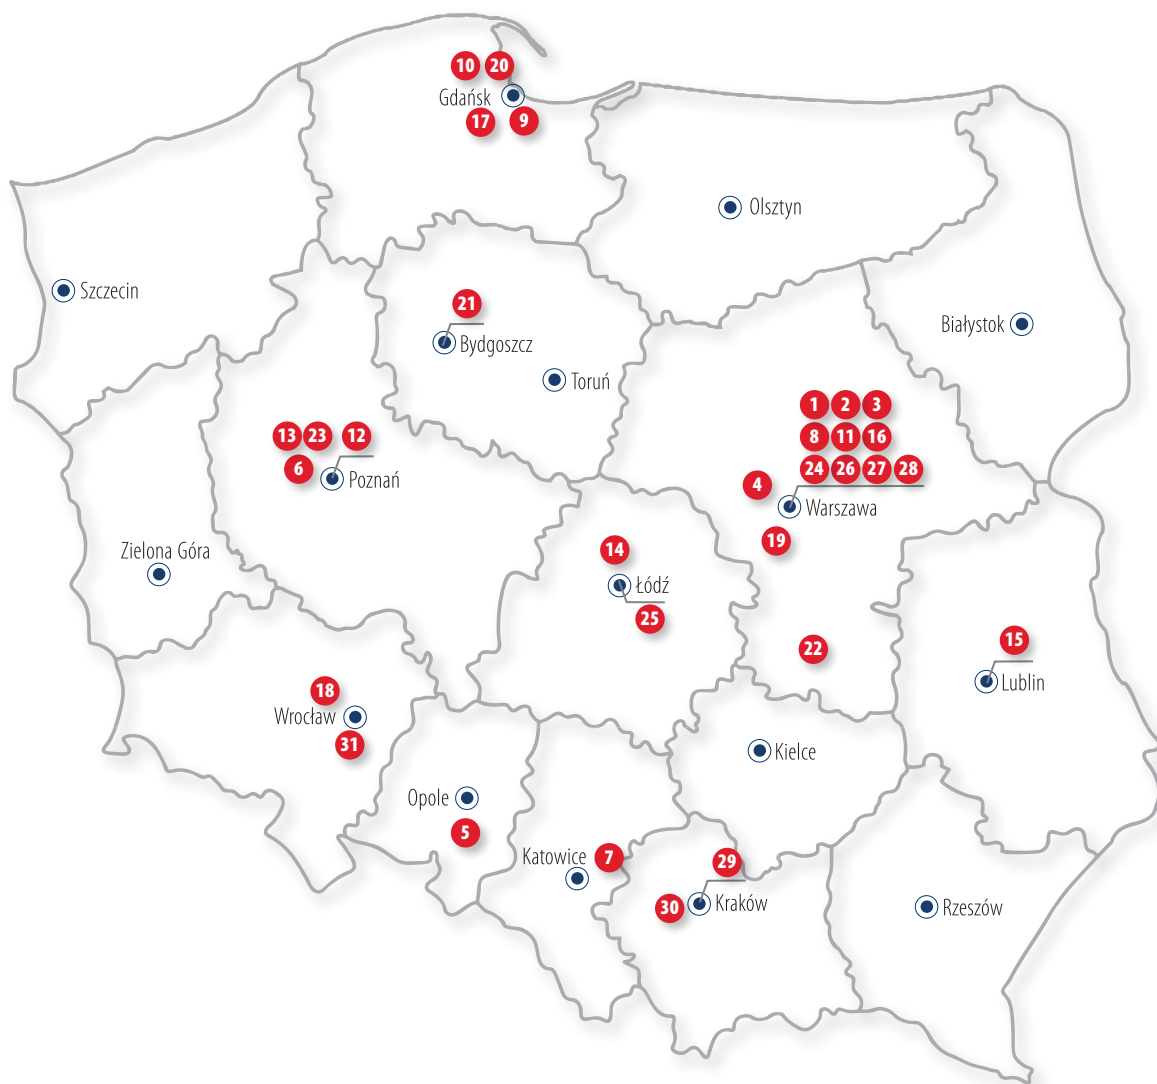 10 20
Gdańsk
17 9
Olsztyn
Szczecin
21
Bydgoszcz
Białystok
Toruń
1 2 3
13 23 12
8 11 16
6
Poznań
24 26 27 28
4
Warszawa
19
Zielona Góra
14
Łódź
25
22
15
Lublin
18
Wrocław
31
Kielce
Opole
5
Katowice
7
29
30
Kraków
Rzeszów